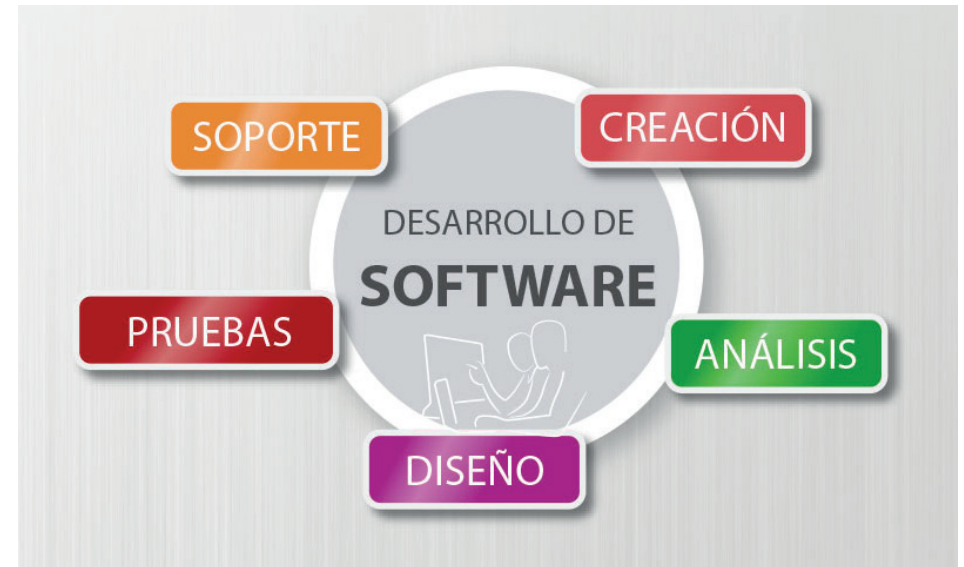 SOPORTE
CREACIÓN
DESARROLLO DE
SOFTWARE
PRUEBAS
ANÁLISIS
DISEÑO